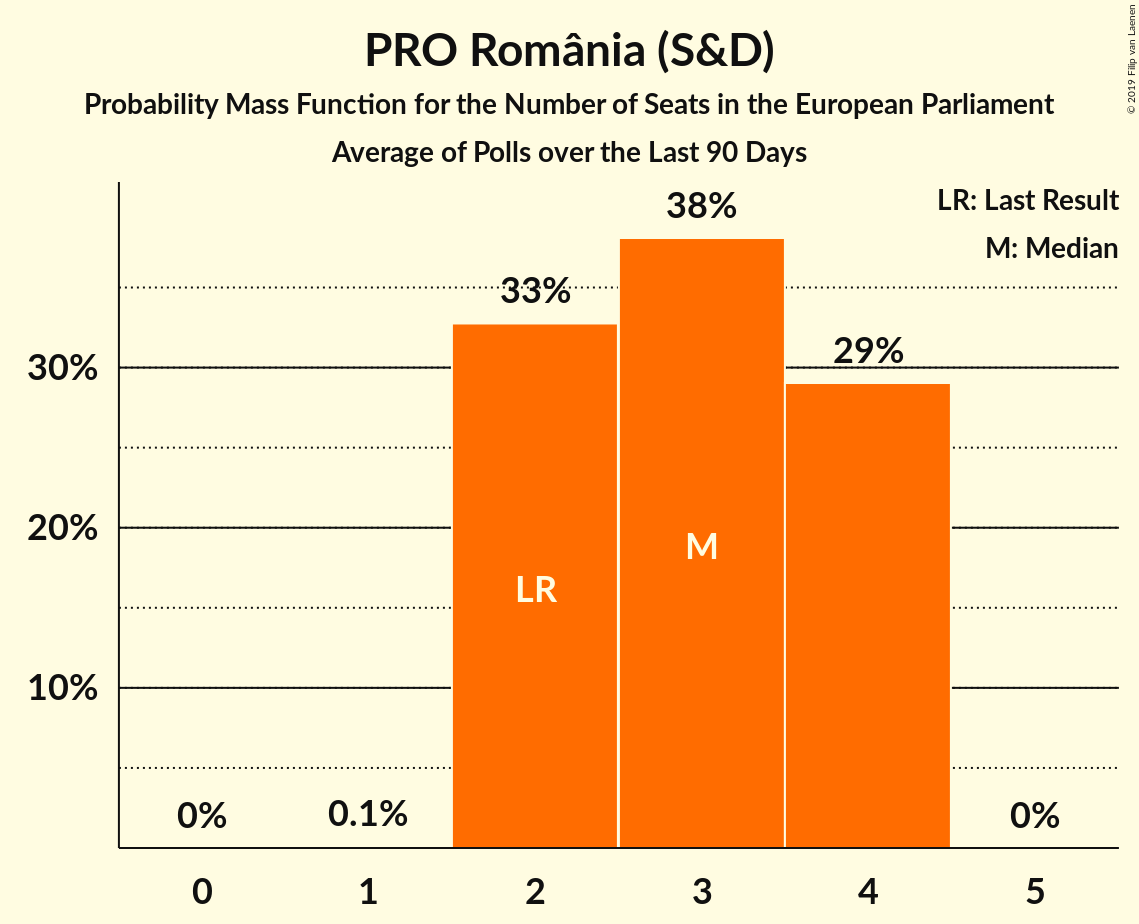 PRO România (S&D)
Probability Mass Function for the Number of Seats in the European Parliament
Average of Polls over the Last 90 Days
© 2019 Filip van Laenen
LR: Last Result
M: Median
38%
33%
29%
30%
20%
10%
M
LR
0%
0.1%
0%
0 1 2 3 4 5